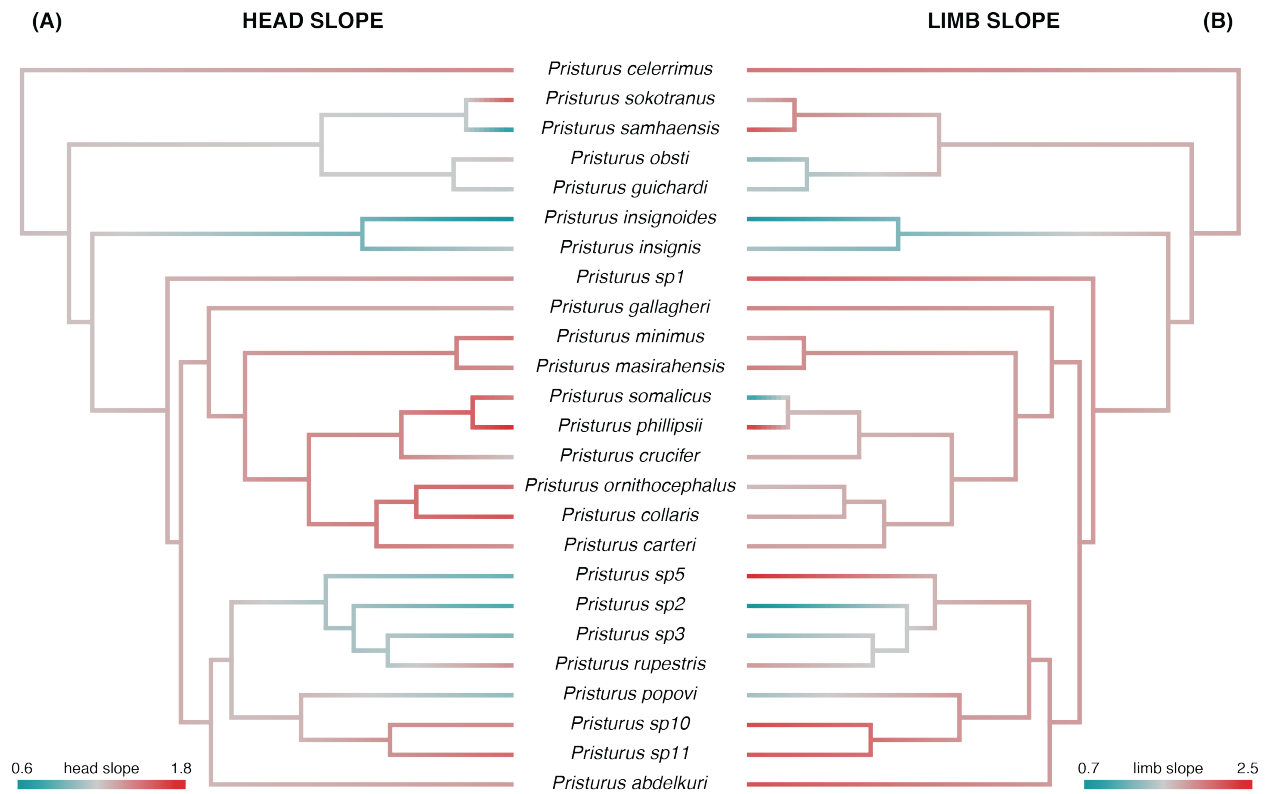 (A) HEAD SLOPE LIMB SLOPE (B)
Pristurus celerrimus
Pristurus sokotranus
Pristurus samhaensis
Pristurus obsti
Pristurus guichardi
Pristurus insignoides
Pristurus insignis
Pristurus sp1
Pristurus gallagheri
Pristurus minimus
Pristurus masirahensis
Pristurus somalicus
Pristurus phillipsii
Pristurus crucifer
Pristurus ornithocephalus
Pristurus collaris
Pristurus carteri
Pristurus sp5
Pristurus sp2
Pristurus sp3
Pristurus rupestris
Pristurus popovi
Pristurus sp10
Pristurus sp11
Pristurus abdelkuri
0.6 head slope 1.8
0.7 limb slope 2.5